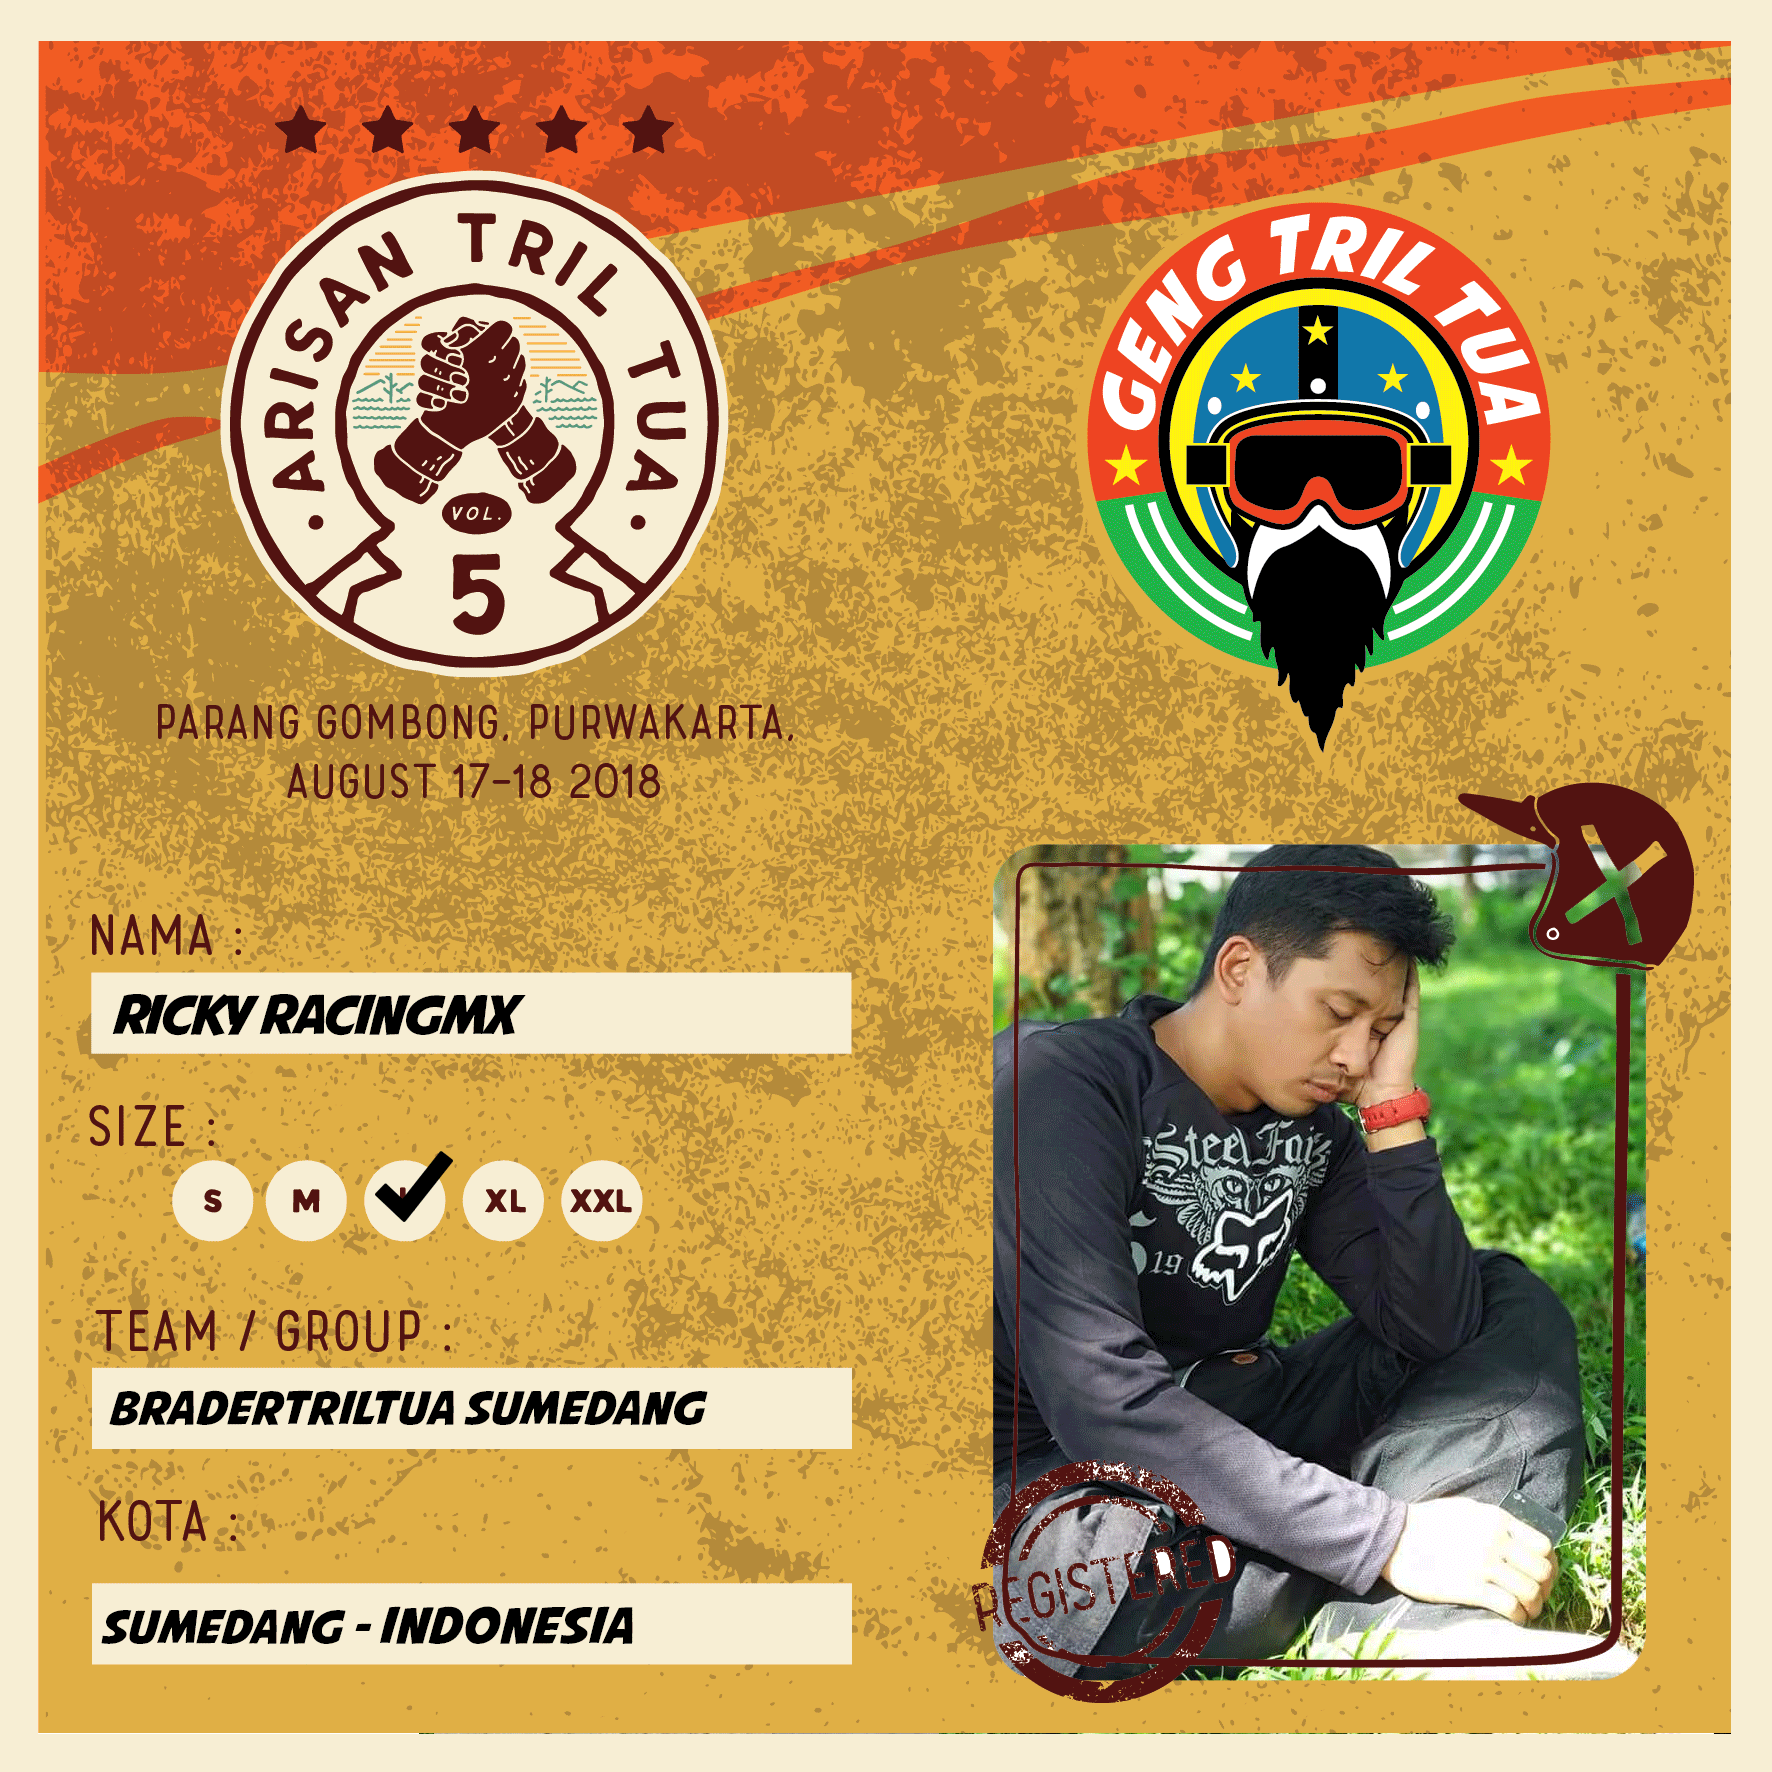 ARISAN TRIL TUA
VOL.
5
GENG TRIL TUA
PARANG GOMBONG, PURWAKARTA,
AUGUST 17-18 2018
NAMA :
RICKY RACINGMX
SIZE :
S M L XL XXL
TEAM / GROUP :
BRADERTRILTUA SUMEDANG
KOTA :
SUMEDANG - INDONESIA
Steel
19
REGISTERED